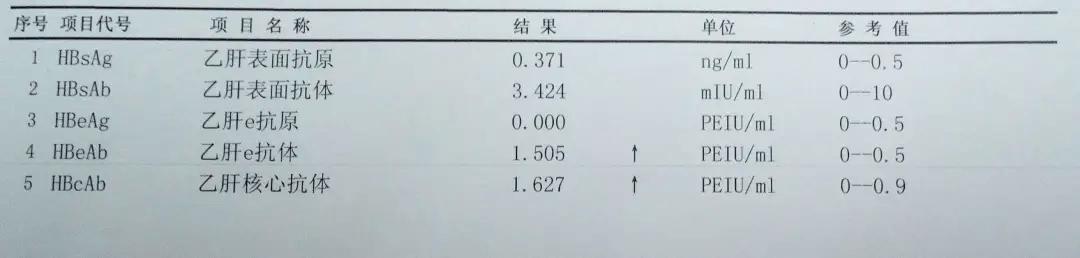 序号 项目代号 项 目 名 称 结 果 单位 参 考 值
1 HBsAg 乙肝表面抗原 0.371 ng/ml 0--0.5
2 HBsAb 乙肝表面抗体 3.424 mIU/ml 0--10
3 HBeAg 乙肝e抗原 0.000 PEIU/ml 0--0.5
4 HBeAb 乙肝e抗体 1.505 ↑ PEIU/ml 0--0.5
5 HBcAb 乙肝核心抗体 1.627 ↑ PEIU/ml 0--0.9